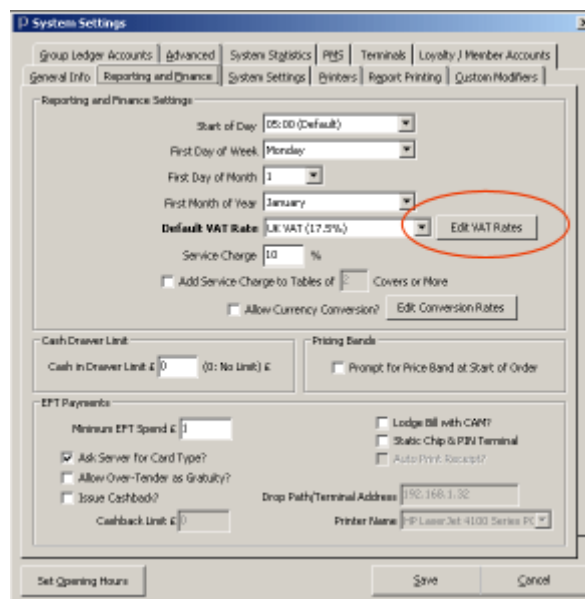 System Settings
Group Ledger Accounts Advanced System Statistics PMS Terminals Loyalty / Member Accounts
General Info Reporting and Finance System Settings Printers Report Printing Custom Modifiers
Reporting and Finance Settings
Start of Day 05:00 (Default)
First Day of Week Monday
First Day of Month 1
First Month of Year January
Default VAT Rate UK VAT (17.5%) Edit VAT Rates
Service Charge 10 %
Add Service Charge to Tables of 2 Covers or More
Allow Currency Conversion? Edit Conversion Rates
Cash Drawer Limit Pricing Bands
Cash in Drawer Limit £ 0 (0: No Limit) £ Prompt for Price Band at Start of Order
EFT Payments
Minimum EFT Spend £ 1 Lodge Bill with CAM?
Static Chip & PIN Terminal
Ask Server for Card Type? Auto Print Receipt?
Allow Over-Tender as Gratuity?
Issue Cashback? Drop Path/Terminal Address 192.168.1.32
Cashback Limit £ 0 Printer Name HP LaserJet 4100 Series PC
Set Opening Hours Save Cancel